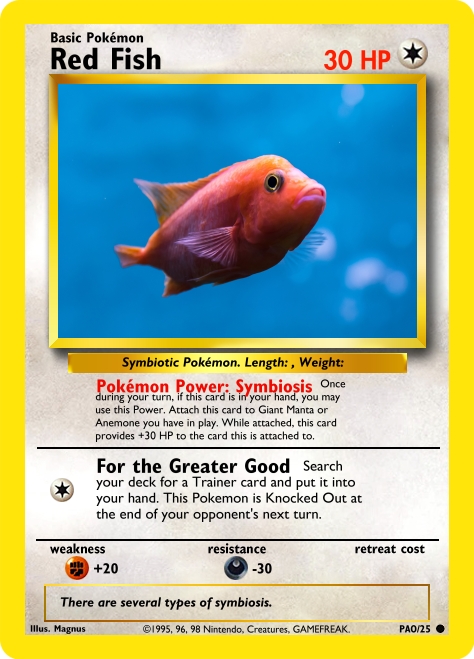 Basic Pokémon
Red Fish
30 HP
Symbiotic Pokémon. Length: , Weight:
Pokémon Power: Symbiosis Once
during your turn, if this card is in your hand, you may
use this Power. Attach this card to Giant Manta or
Anemone you have in play. While attached, this card
provides +30 HP to the card this is attached to.
For the Greater Good Search
your deck for a Trainer card and put it into
your hand. This Pokemon is Knocked Out at
the end of your opponent's next turn.
weakness resistance retreat cost
+20 -30
There are several types of symbiosis.
Illus. Magnus ©1995, 96, 98 Nintendo, Creatures, GAMEFREAK. PAO/25